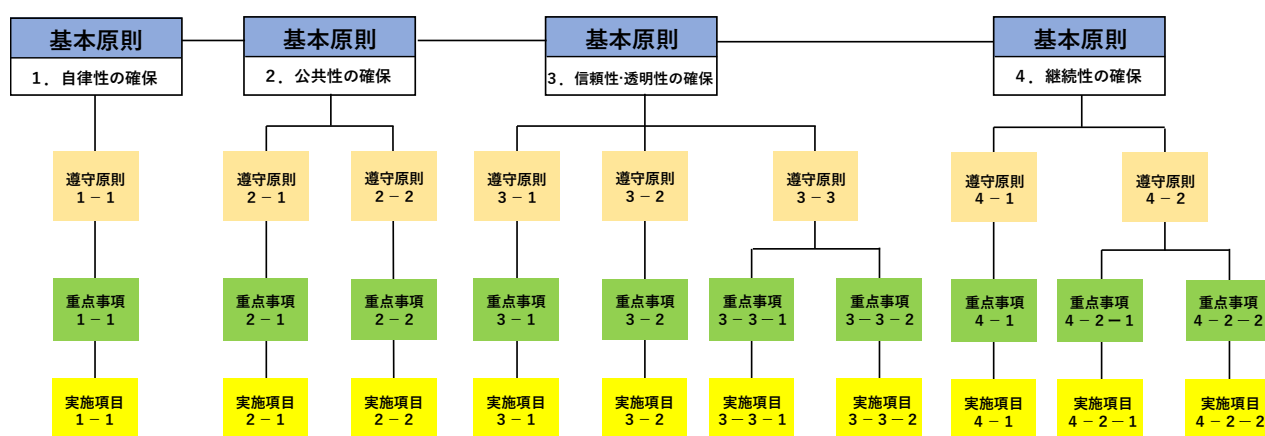 基本原則
1．自律性の確保
基本原則
2．公共性の確保
基本原則
3．信頼性･透明性の確保
基本原則
4．継続性の確保
遵守原則
1－1
遵守原則
2－1
遵守原則
2－2
遵守原則
3－1
遵守原則
3－2
遵守原則
3－3
遵守原則
4－1
遵守原則
4－2
重点事項
1－1
重点事項
2－1
重点事項
2－2
重点事項
3－1
重点事項
3－2
重点事項
3－3－1
重点事項
3－3－2
重点事項
4－1
重点事項
4－2ー1
重点事項
4－2－2
実施項目
1－1
実施項目
2－1
実施項目
2－2
実施項目
3－1
実施項目
3－2
実施項目
3－3－1
実施項目
3－3－2
実施項目
4－1
実施項目
4－2－1
実施項目
4－2－2